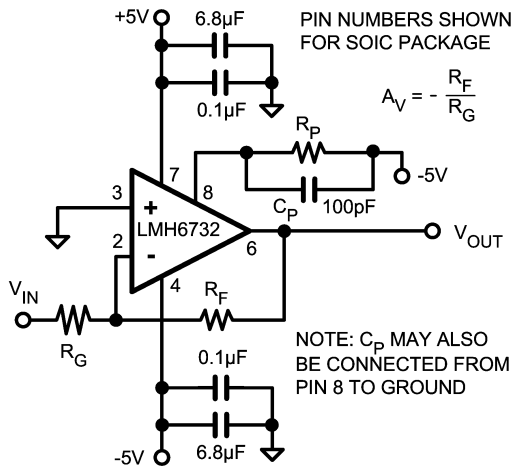 +5V
6.8µF
0.1µF
PIN NUMBERS SHOWN
FOR SOIC PACKAGE
A_V = - R_F / R_G
R_P
-5V
C_P
100pF
7
8
3
+
LMH6732
2
-
6
4
V_OUT
V_IN
R_G
R_F
0.1µF
6.8µF
-5V
NOTE: C_P MAY ALSO
BE CONNECTED FROM
PIN 8 TO GROUND